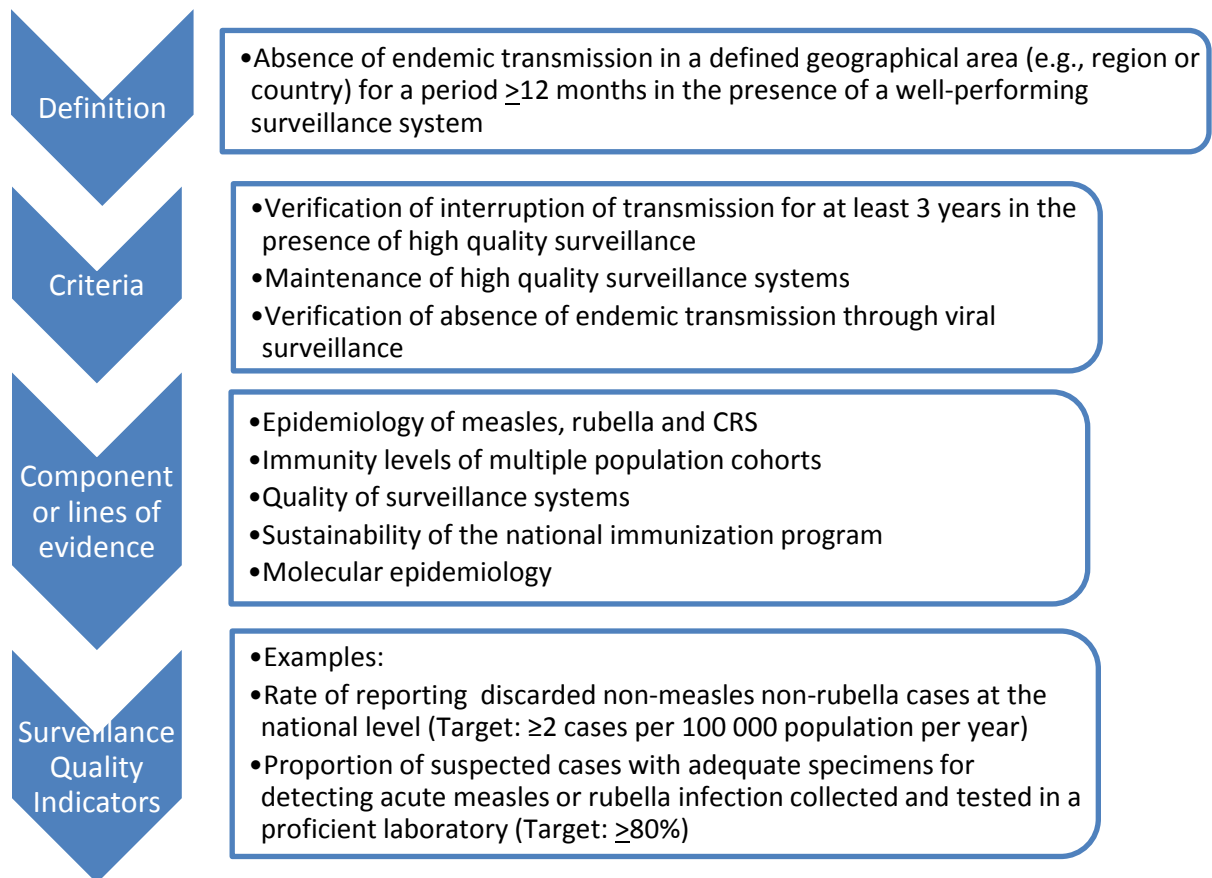 Definition
•Absence of endemic transmission in a defined geographical area (e.g., region or
country) for a period ≥12 months in the presence of a well-performing
surveillance system
Criteria
•Verification of interruption of transmission for at least 3 years in the
presence of high quality surveillance
•Maintenance of high quality surveillance systems
•Verification of absence of endemic transmission through viral
surveillance
Component
or lines of
evidence
•Epidemiology of measles, rubella and CRS
•Immunity levels of multiple population cohorts
•Quality of surveillance systems
•Sustainability of the national immunization program
•Molecular epidemiology
Surveillance
Quality
Indicators
•Examples:
•Rate of reporting discarded non-measles non-rubella cases at the
national level (Target: ≥2 cases per 100 000 population per year)
•Proportion of suspected cases with adequate specimens for
detecting acute measles or rubella infection collected and tested in a
proficient laboratory (Target: ≥80%)